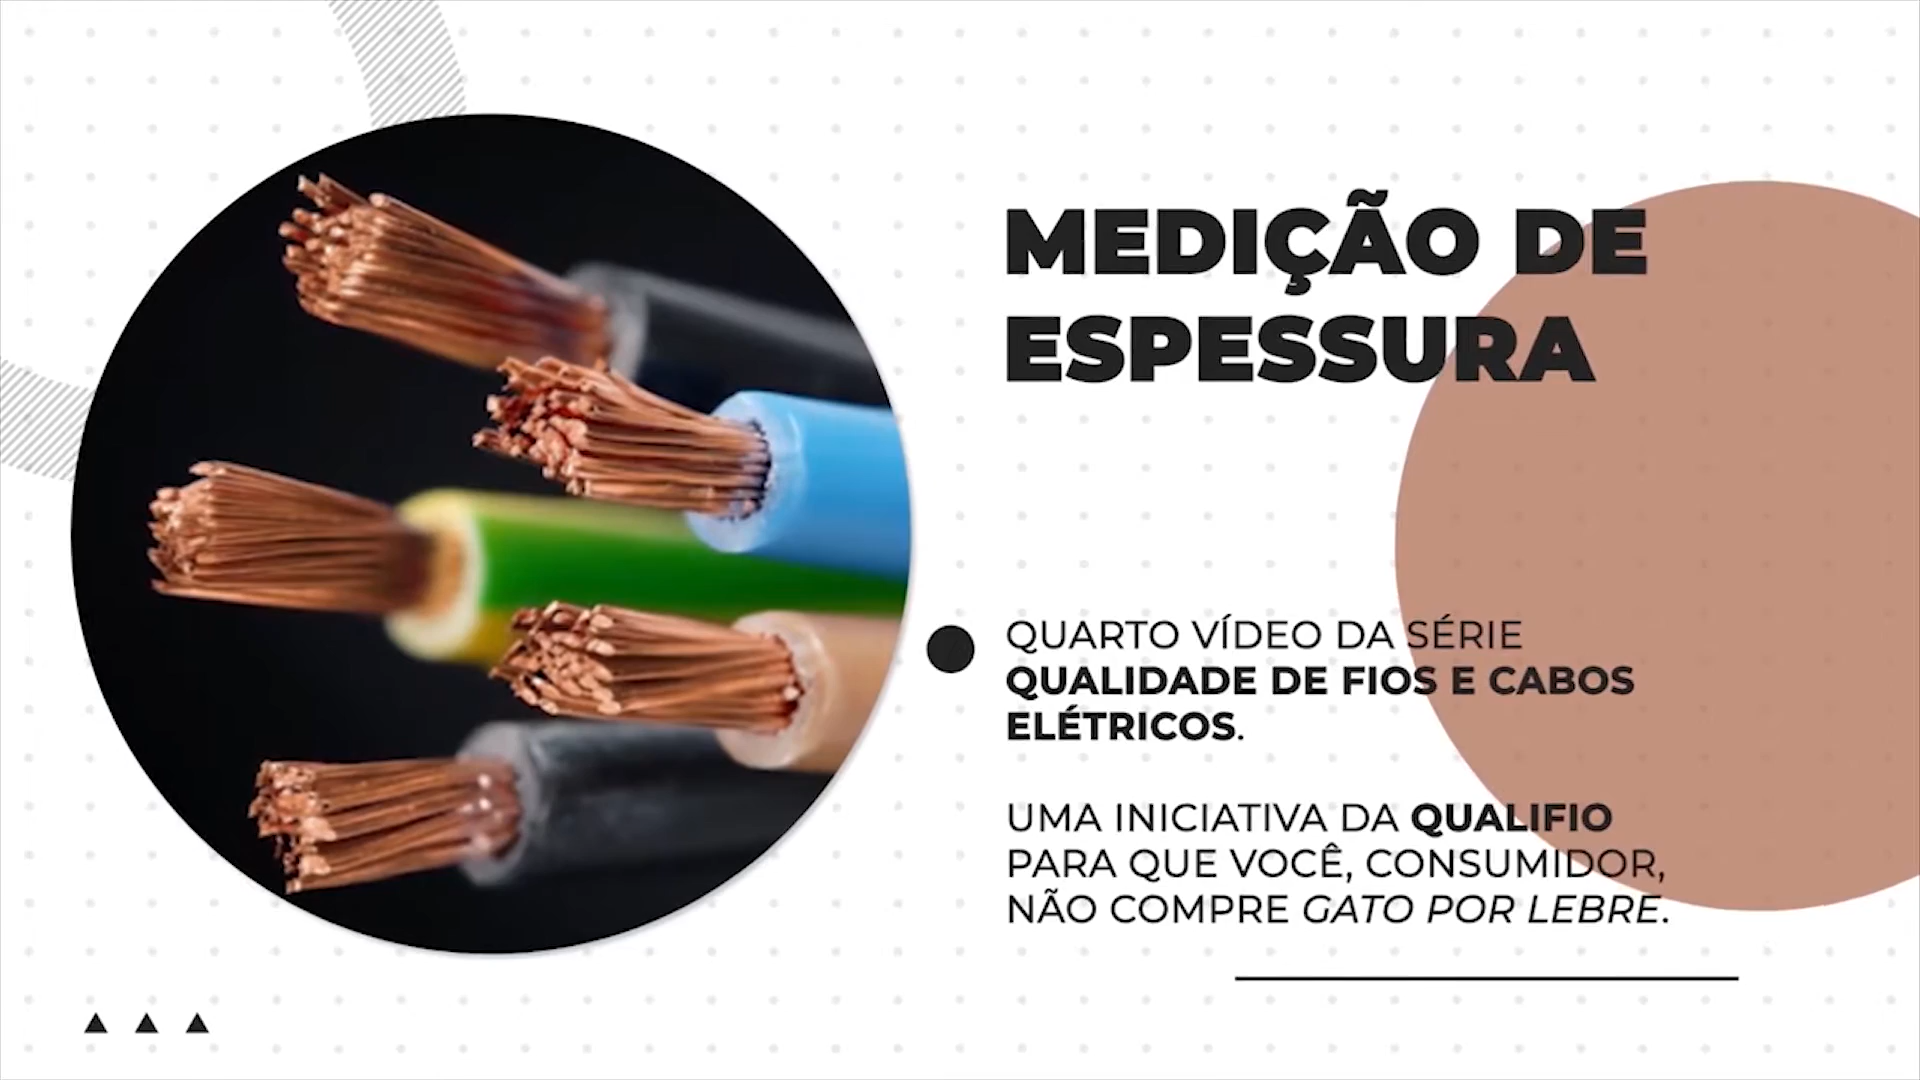 MEDIÇÃO DE
ESPESSURA
QUARTO VÍDEO DA SÉRIE
QUALIDADE DE FIOS E CABOS
ELÉTRICOS.
UMA INICIATIVA DA QUALIFIO
PARA QUE VOCÊ, CONSUMIDOR,
NÃO COMPRE GATO POR LEBRE.